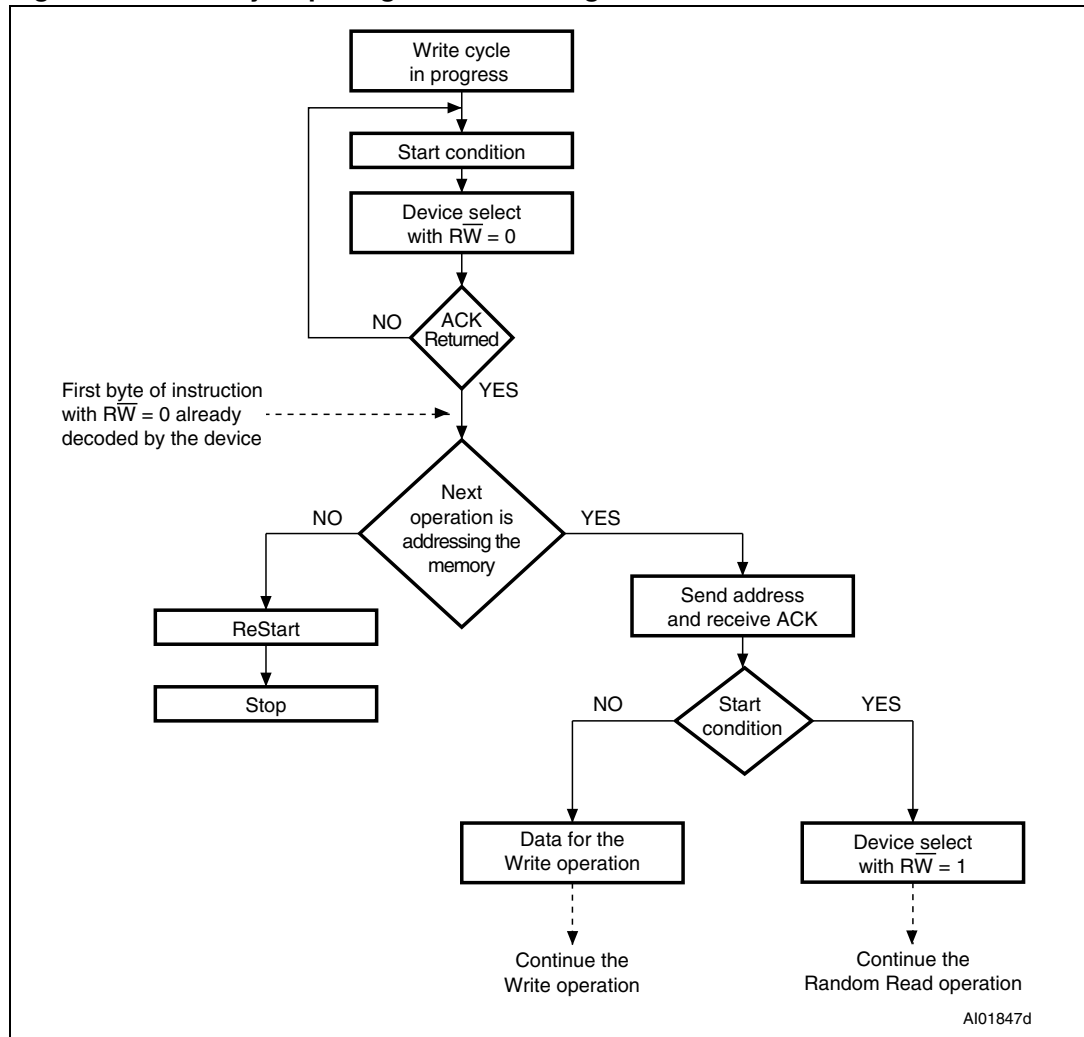 Write cycle
in progress
Start condition
Device select
with RW̅ = 0
ACK
Returned
NO
YES
First byte of instruction
with RW̅ = 0 already
decoded by the device
Next
operation is
addressing the
memory
NO
YES
Send address
and receive ACK
ReStart
Stop
Start
condition
NO
YES
Data for the
Write operation
Device select
with RW̅ = 1
Continue the
Write operation
Continue the
Random Read operation
AI01847d